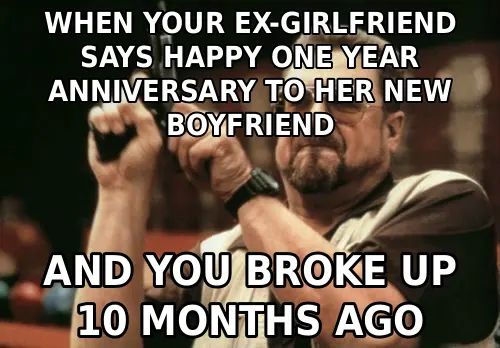 WHEN YOUR EX-GIRLFRIEND
SAYS HAPPY ONE YEAR
ANNIVERSARY TO HER NEW
BOYFRIEND
AND YOU BROKE UP
10 MONTHS AGO